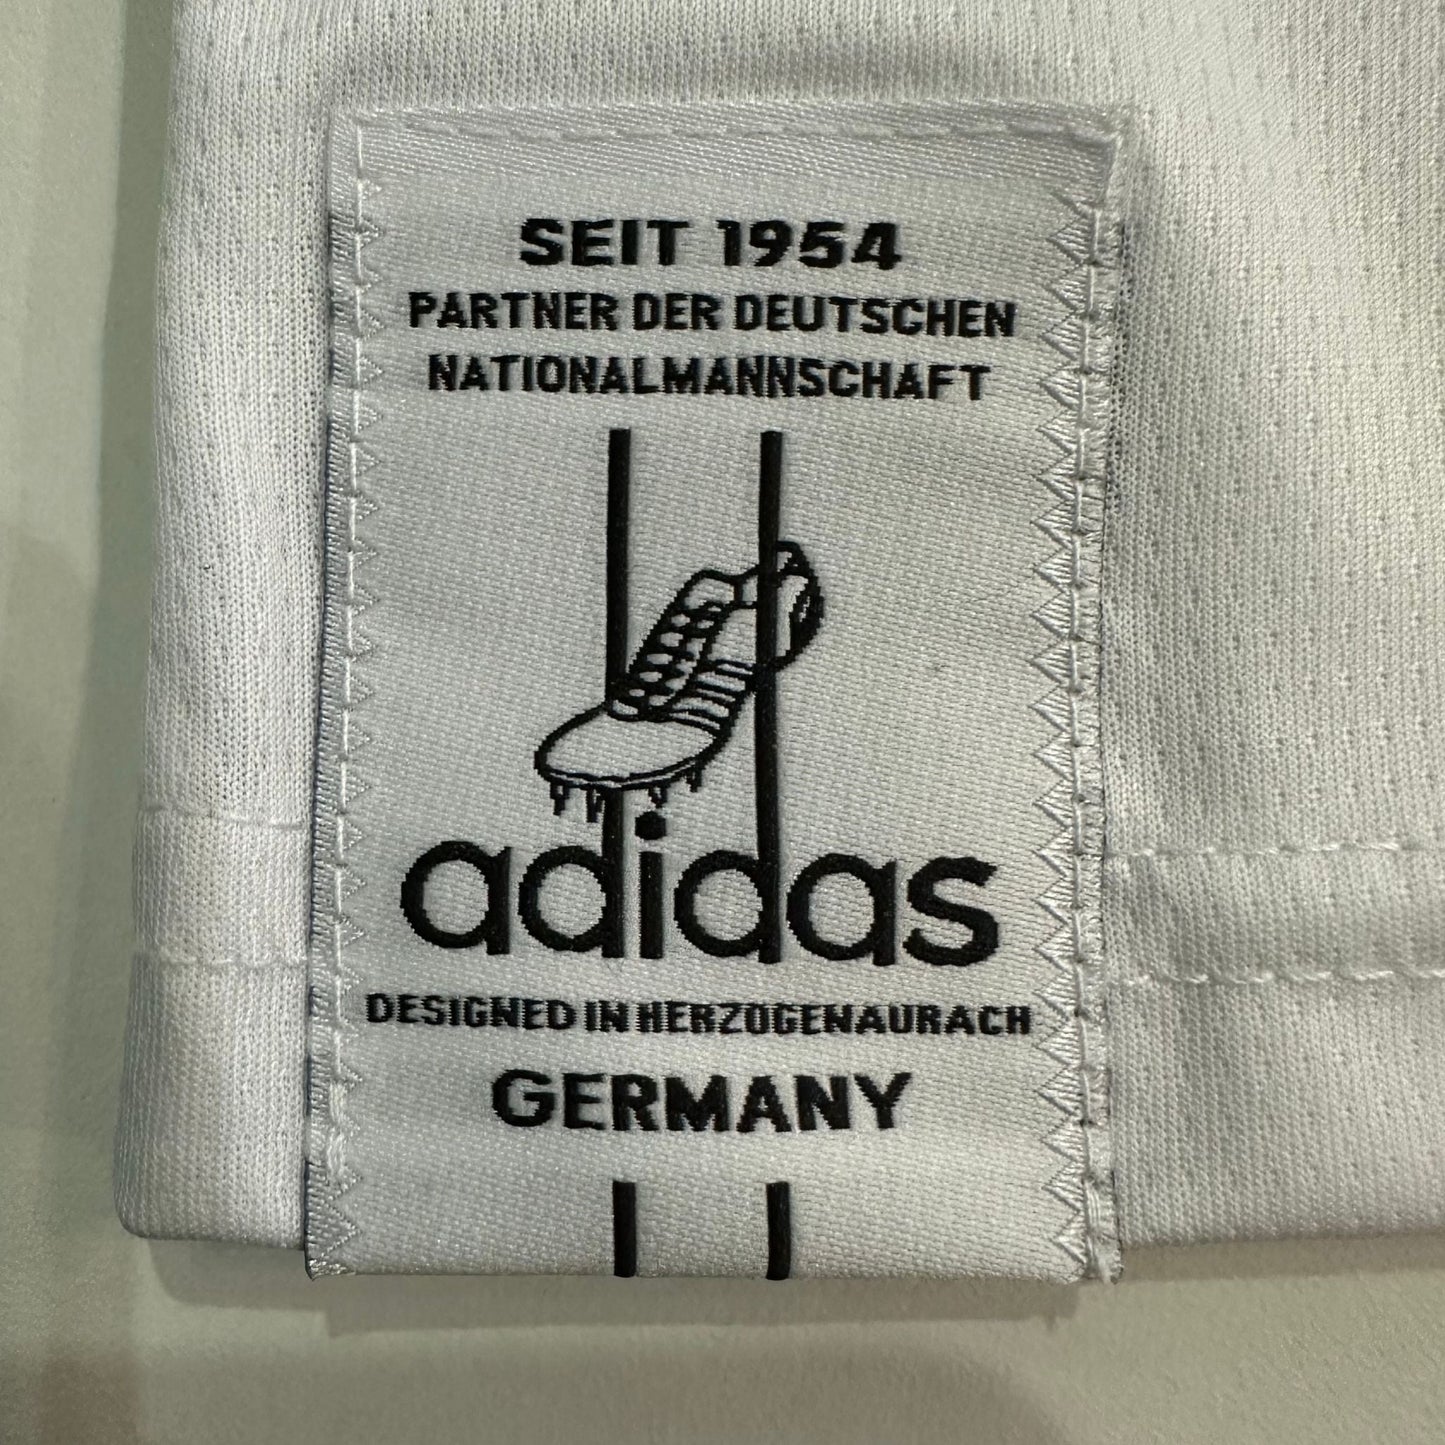 SEIT 1954
PARTNER DER DEUTSCHEN
NATIONALMANNSCHAFT
adidas
DESIGNED IN HERZOGENAURACH
GERMANY